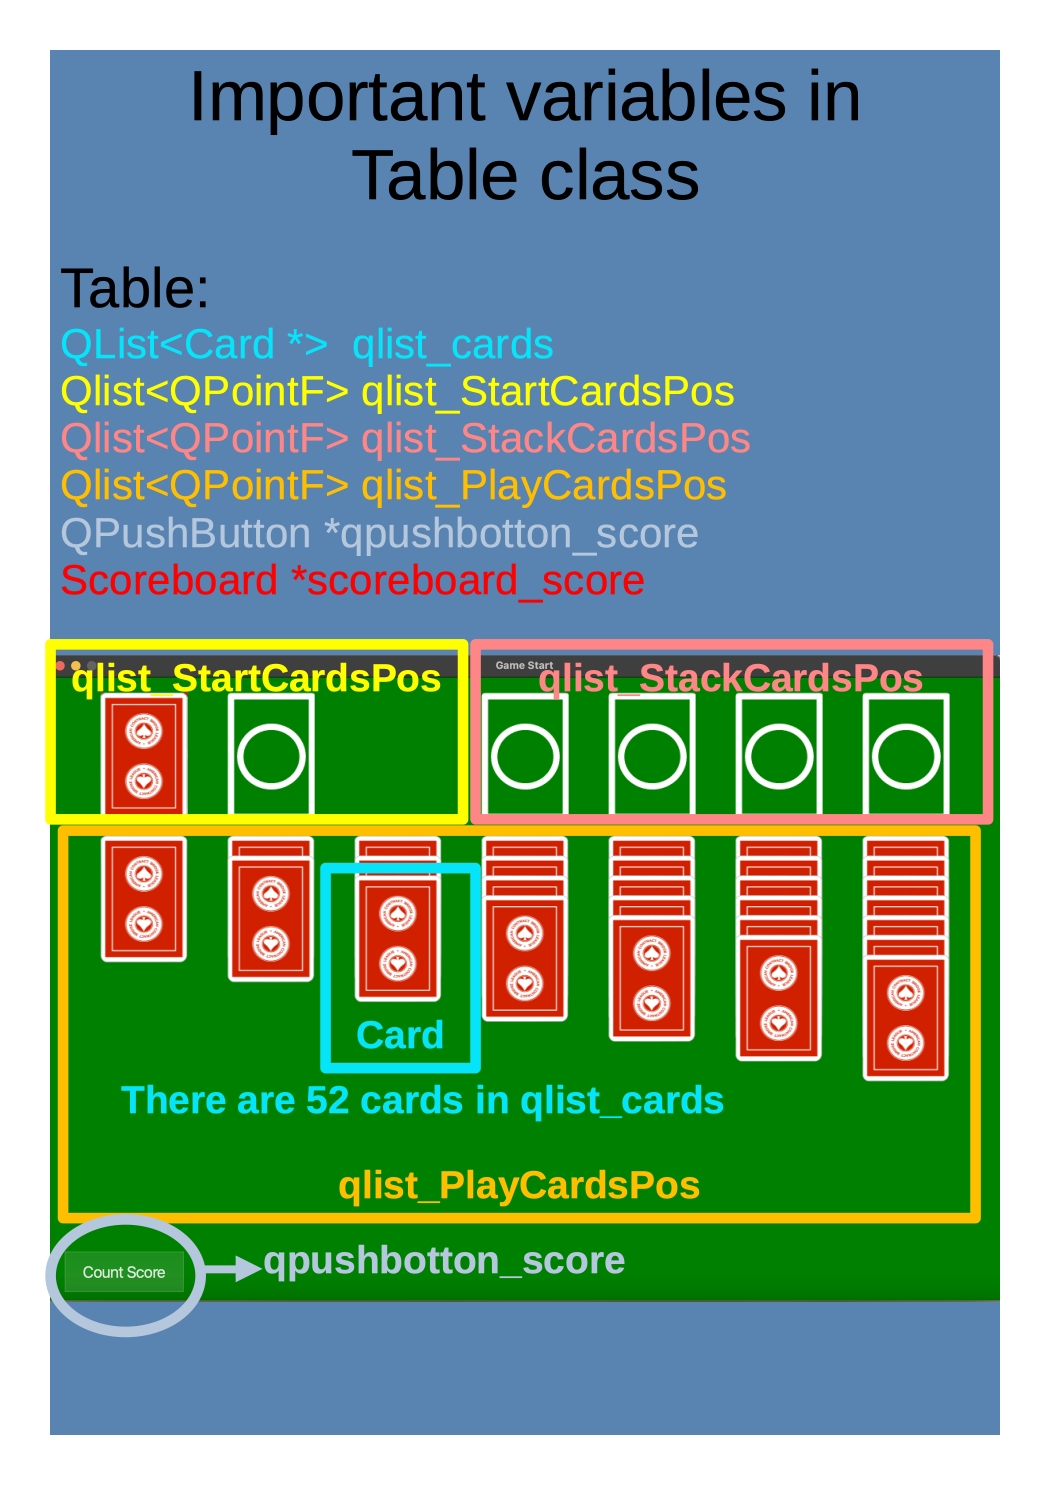 Important variables in
Table class
Table:
QList<Card *>  qlist_cards
Qlist<QPointF> qlist_StartCardsPos
Qlist<QPointF> qlist_StackCardsPos
Qlist<QPointF> qlist_PlayCardsPos
QPushButton *qpushbotton_score
Scoreboard *scoreboard_score
Game Start
qlist_StartCardsPos
qlist_StackCardsPos
Card
There are 52 cards in qlist_cards
qlist_PlayCardsPos
Count Score
qpushbotton_score